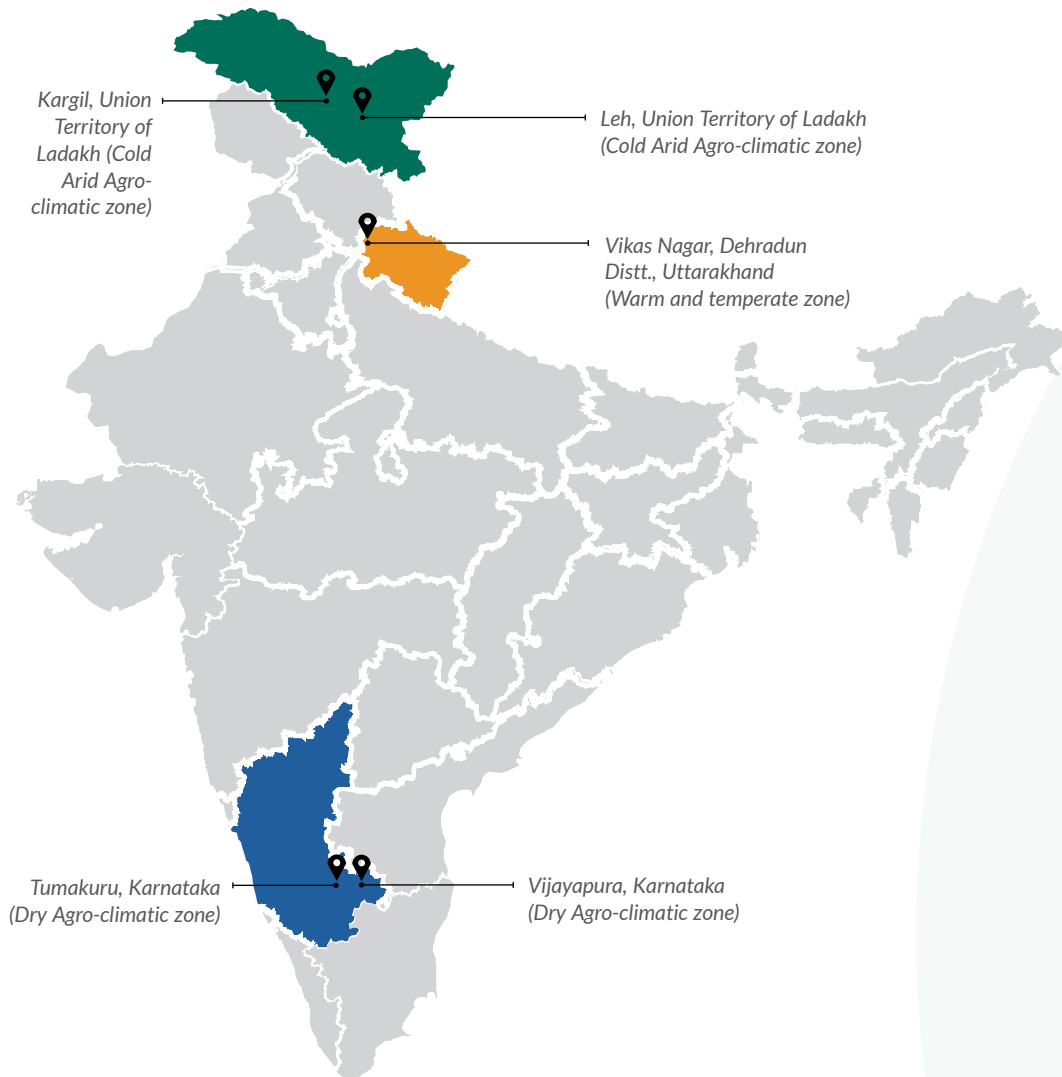 Kargil, Union
Territory of
Ladakh (Cold
Arid Agro-
climatic zone)
Leh, Union Territory of Ladakh
(Cold Arid Agro-climatic zone)
Vikas Nagar, Dehradun
Distt., Uttarakhand
(Warm and temperate zone)
Tumakuru, Karnataka
(Dry Agro-climatic zone)
Vijayapura, Karnataka
(Dry Agro-climatic zone)